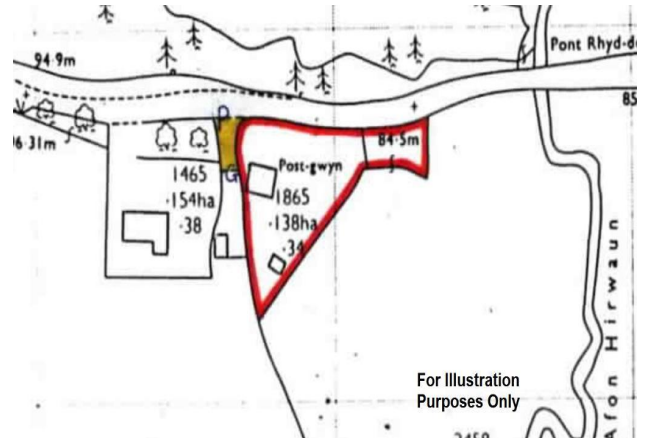 94·9m
Pont Rhyd-d
85
16·31m
84·5m
Post-gwyn
G
1465
·154ha
·38
1865
·138ha
·34
Afon Hirwaun
For Illustration
Purposes Only